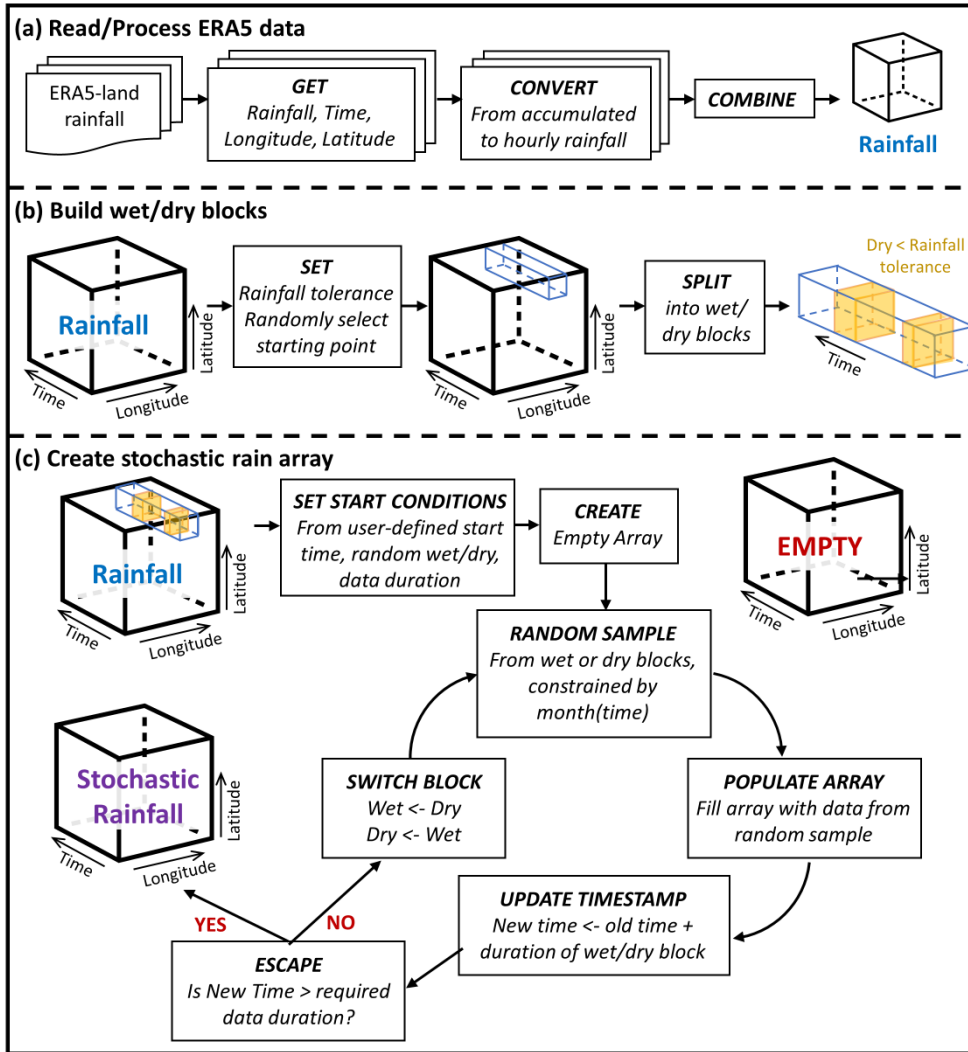 (a) Read/Process ERA5 data
ERA5-land
rainfall
GET
Rainfall, Time,
Longitude, Latitude
CONVERT
From accumulated
to hourly rainfall
COMBINE
Rainfall
(b) Build wet/dry blocks
Rainfall
Time
Longitude
Latitude
SET
Rainfall tolerance
Randomly select
starting point
Time
Longitude
Latitude
SPLIT
into wet/
dry blocks
Dry < Rainfall
tolerance
Time
(c) Create stochastic rain array
Rainfall
Time
Longitude
Latitude
SET START CONDITIONS
From user-defined start
time, random wet/dry,
data duration
CREATE
Empty Array
EMPTY
Time
Longitude
Latitude
RANDOM SAMPLE
From wet or dry blocks,
constrained by
month(time)
POPULATE ARRAY
Fill array with data from
random sample
UPDATE TIMESTAMP
New time <- old time +
duration of wet/dry block
ESCAPE
Is New Time > required
data duration?
YES
NO
SWITCH BLOCK
Wet <- Dry
Dry <- Wet
Stochastic
Rainfall
Time
Longitude
Latitude